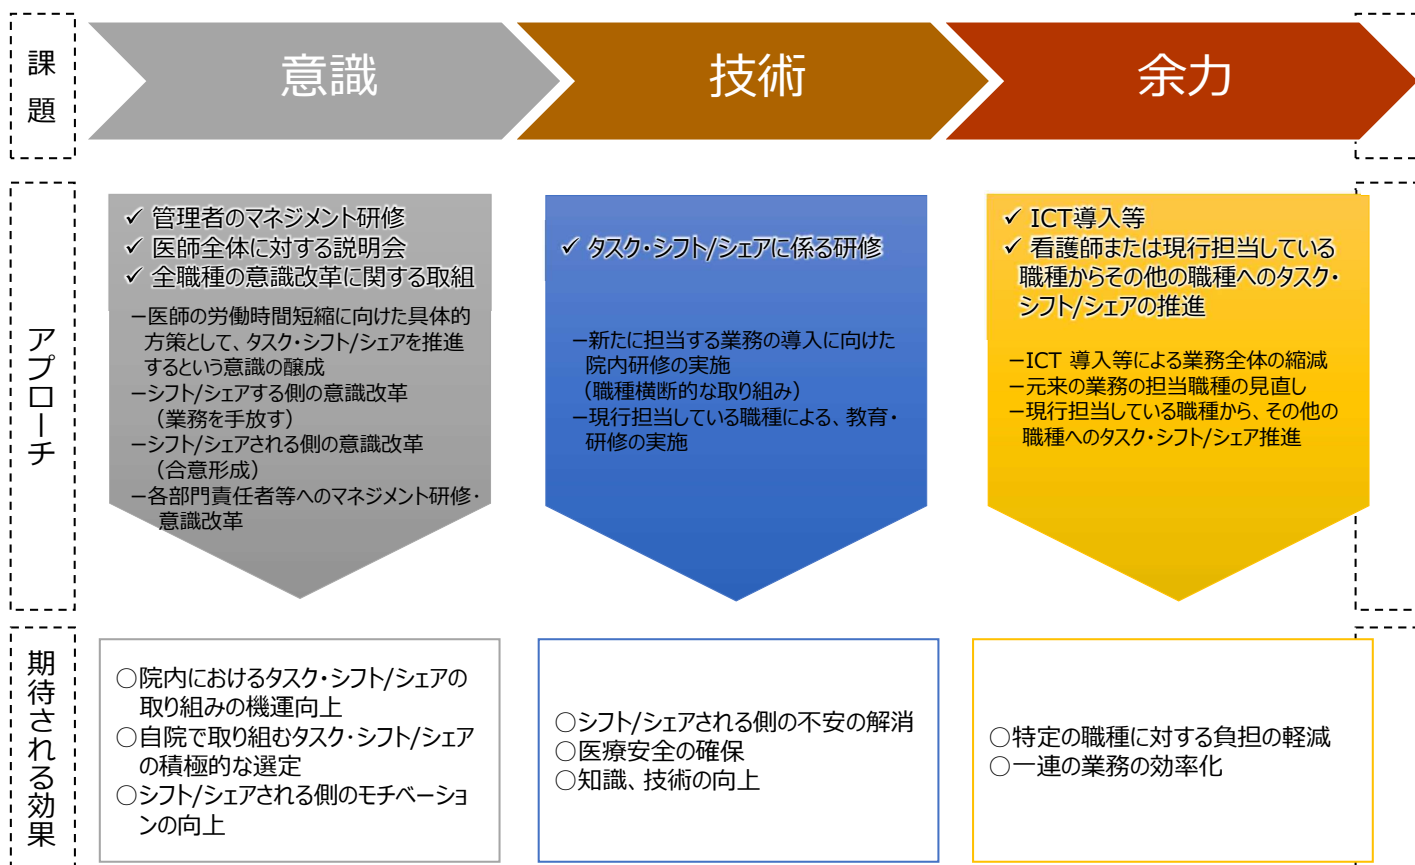 課題
意識
技術
余力
アプローチ
✓ 管理者のマネジメント研修
✓ 医師全体に対する説明会
✓ 全職種の意識改革に関する取組
－医師の労働時間短縮に向けた具体的
方策として、タスク・シフト/シェアを推進
するという意識の醸成
－シフト/シェアする側の意識改革
（業務を手放す）
－シフト/シェアされる側の意識改革
（合意形成）
－各部門責任者等へのマネジメント研修・
意識改革
✓ タスク・シフト/シェアに係る研修
－新たに担当する業務の導入に向けた
院内研修の実施
（職種横断的な取り組み）
－現行担当している職種による、教育・
研修の実施
✓ ICT導入等
✓ 看護師または現行担当している
職種からその他の職種へのタスク・
シフト/シェアの推進
－ICT 導入等による業務全体の縮減
－元来の業務の担当職種の見直し
－現行担当している職種から、その他の
職種へのタスク・シフト/シェア推進
期待される効果
○院内におけるタスク・シフト/シェアの
取り組みの機運向上
○自院で取り組むタスク・シフト/シェア
の積極的な選定
○シフト/シェアされる側のモチベーショ
ンの向上
○シフト/シェアされる側の不安の解消
○医療安全の確保
○知識、技術の向上
○特定の職種に対する負担の軽減
○一連の業務の効率化